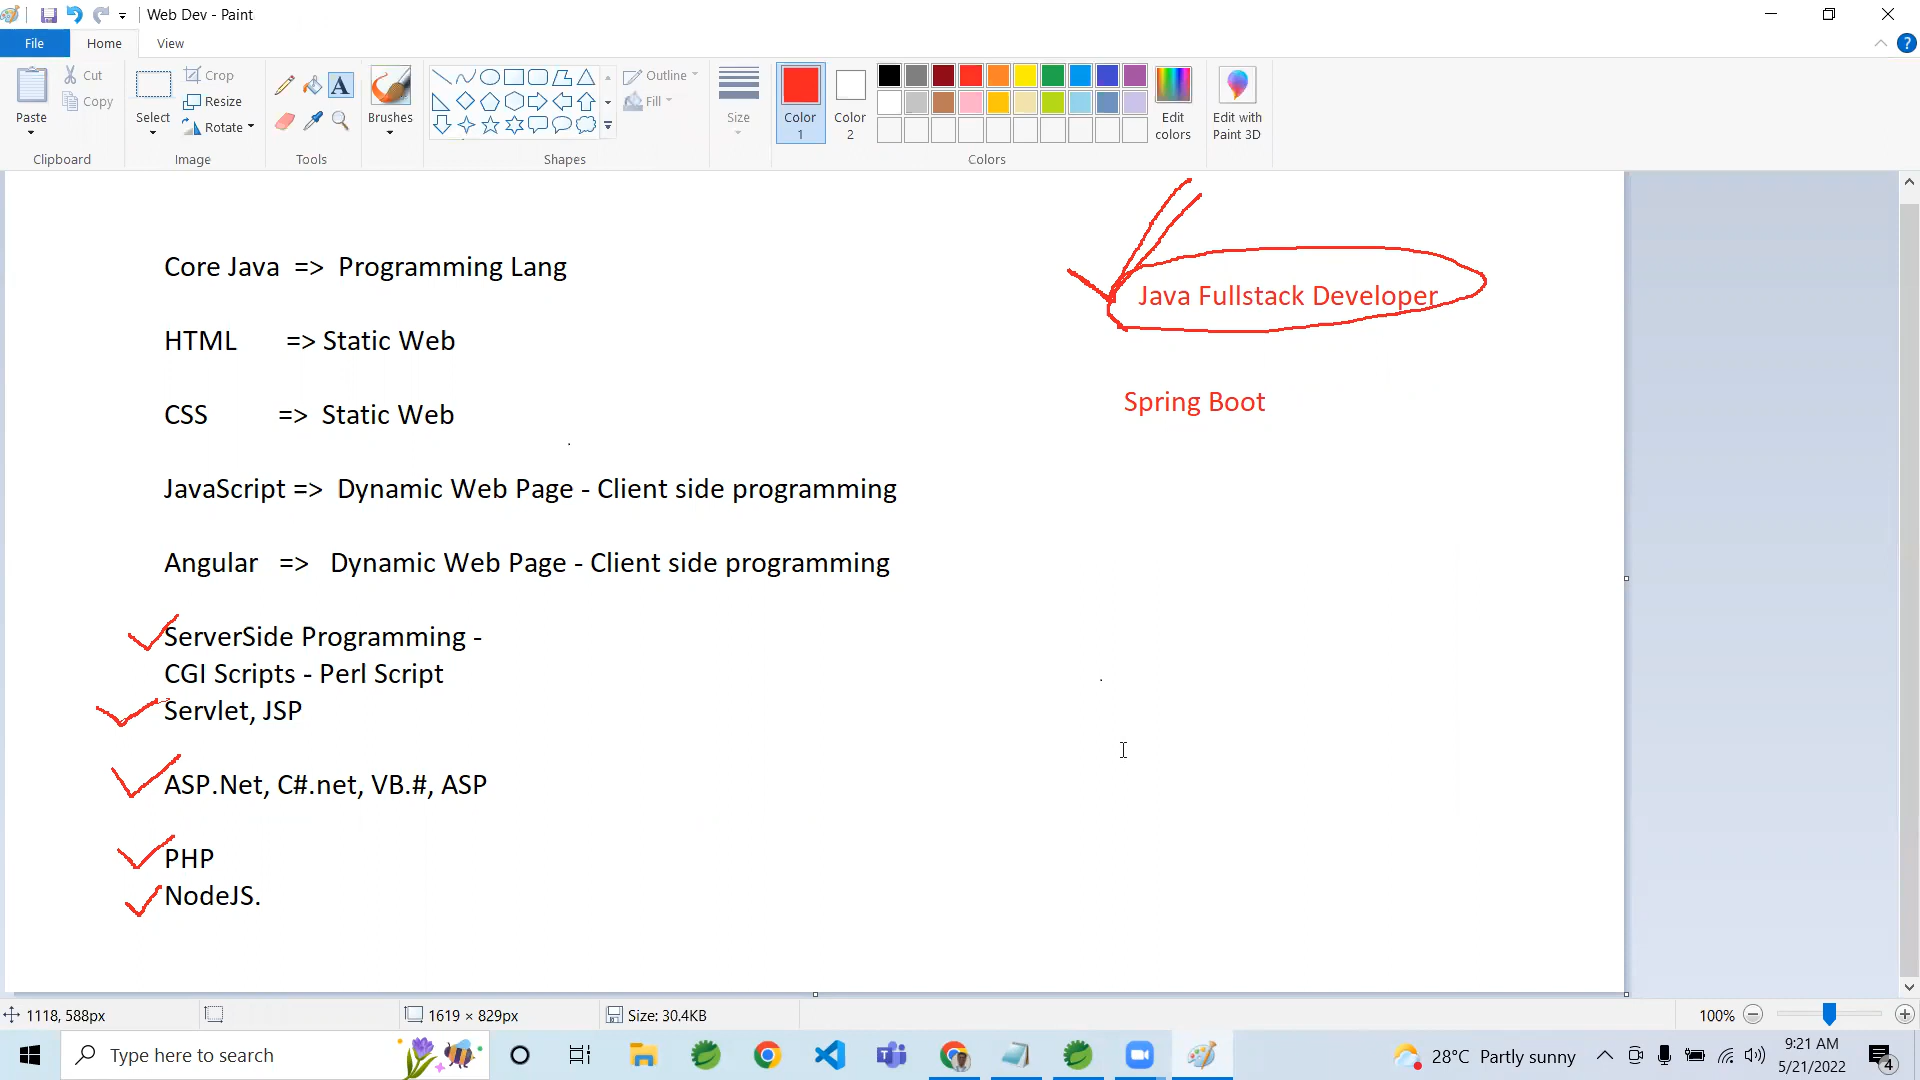 Web Dev - Paint
File Home View
Paste
Cut
Copy
Clipboard
Select
Crop
Resize
Rotate
Image
Tools
Brushes
Shapes
Outline
Fill
Size
Color 1
Color 2
Edit colors
Edit with Paint 3D
Colors
Core Java => Programming Lang
HTML => Static Web
CSS => Static Web
JavaScript => Dynamic Web Page - Client side programming
Angular => Dynamic Web Page - Client side programming
ServerSide Programming -
CGI Scripts - Perl Script
Servlet, JSP
ASP.Net, C#.net, VB.#, ASP
PHP
NodeJS.
Java Fullstack Developer
Spring Boot
1118, 588px
1619 × 829px
Size: 30.4KB
100%
Type here to search
28°C Partly sunny
9:21 AM
5/21/2022
4